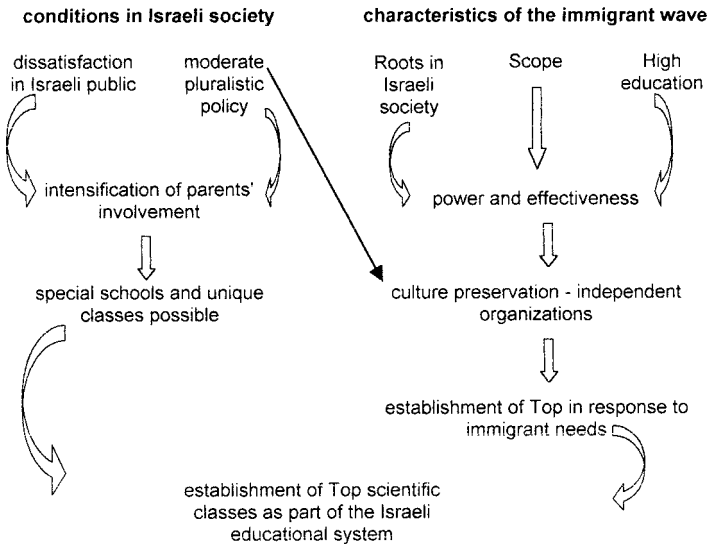 conditions in Israeli society
dissatisfaction
in Israeli public
moderate
pluralistic
policy
intensification of parents'
involvement
special schools and unique
classes possible
characteristics of the immigrant wave
Roots in
Israeli
society
Scope
High
education
power and effectiveness
culture preservation - independent
organizations
establishment of Top in response to
immigrant needs
establishment of Top scientific
classes as part of the Israeli
educational system